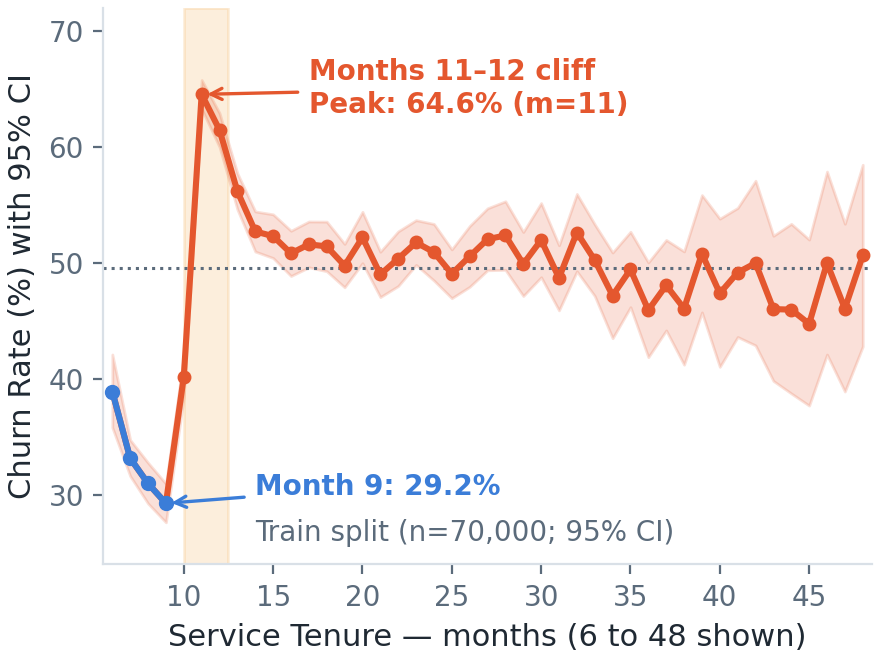 Churn Rate (%) with 95% CI
70
60
50
40
30
Months 11–12 cliff
Peak: 64.6% (m=11)
Month 9: 29.2%
Train split (n=70,000; 95% CI)
10 15 20 25 30 35 40 45
Service Tenure — months (6 to 48 shown)